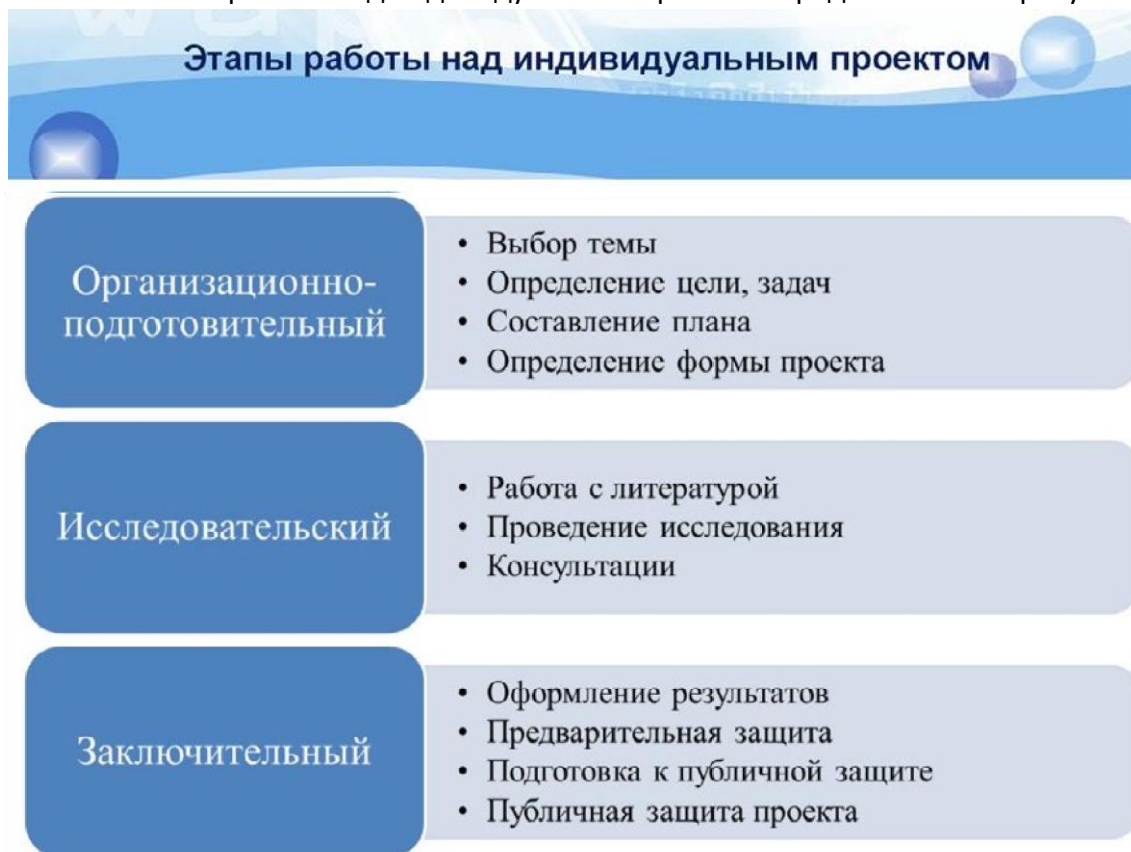 Этапы работы над индивидуальным проектом
Организационно-
подготовительный
• Выбор темы
• Определение цели, задач
• Составление плана
• Определение формы проекта
Исследовательский
• Работа с литературой
• Проведение исследования
• Консультации
Заключительный
• Оформление результатов
• Предварительная защита
• Подготовка к публичной защите
• Публичная защита проекта